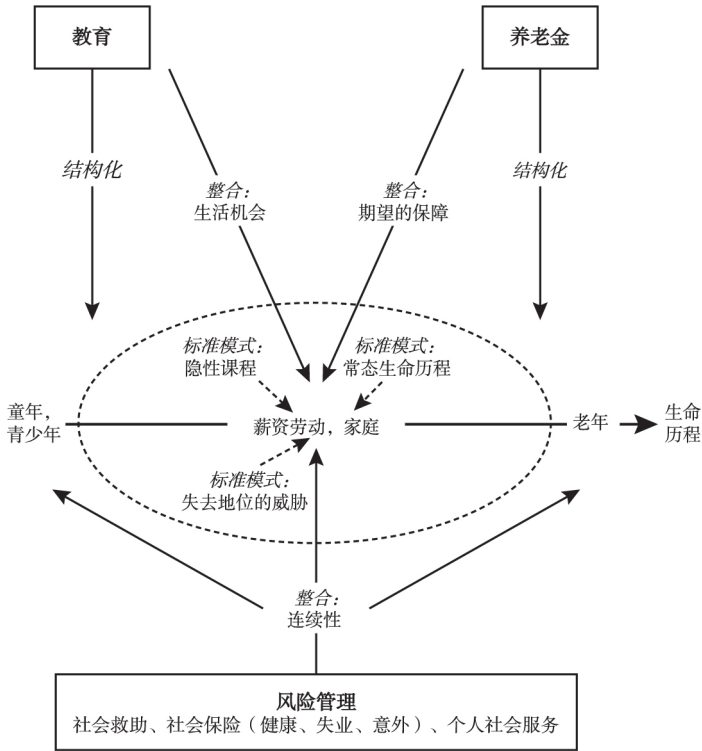 教育
养老金
结构化
结构化
整合：
生活机会
整合：
期望的保障
标准模式：
隐性课程
标准模式：
常态生命历程
童年，
青少年
薪资劳动，家庭
老年
生命
历程
标准模式：
失去地位的威胁
整合：
连续性
风险管理
社会救助、社会保险（健康、失业、意外）、个人社会服务